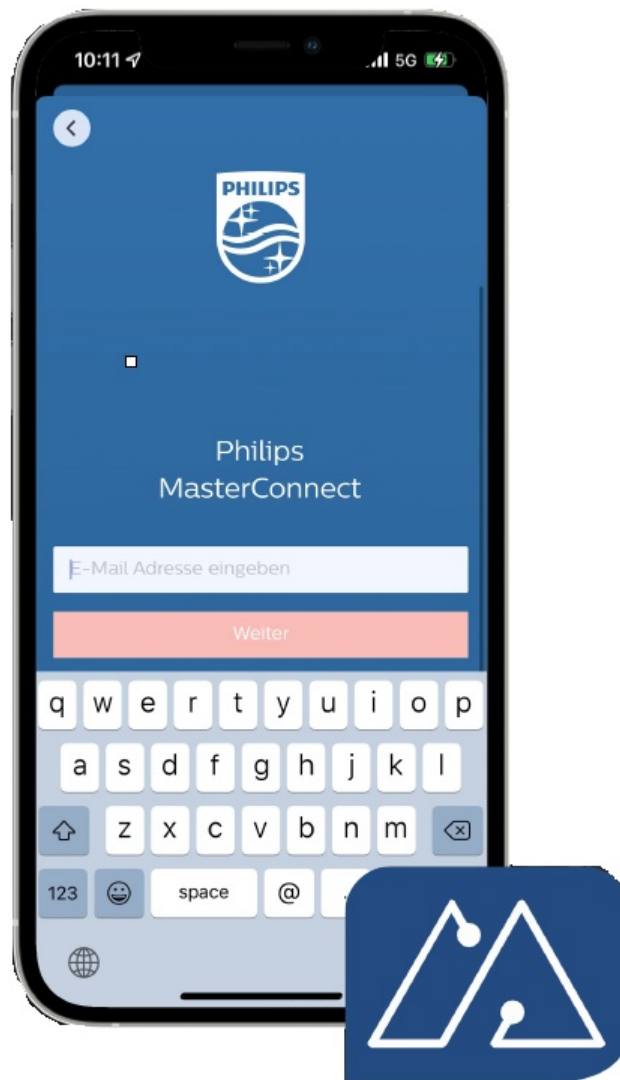 10:11
5G
PHILIPS
Philips
MasterConnect
E-Mail Adresse eingeben
Weiter
q w e r t y u i o p
a s d f g h j k l
z x c v b n m
123 space @ .